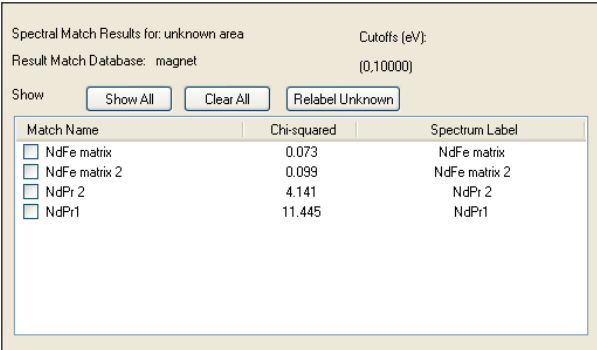 Spectral Match Results for: unknown area Cutoffs (eV):
Result Match Database: magnet (0,10000)
Show Show All Clear All Relabel Unknown
Match Name Chi-squared Spectrum Label
NdFe matrix 0.073 NdFe matrix
NdFe matrix 2 0.099 NdFe matrix 2
NdPr 2 4.141 NdPr 2
NdPr1 11.445 NdPr1